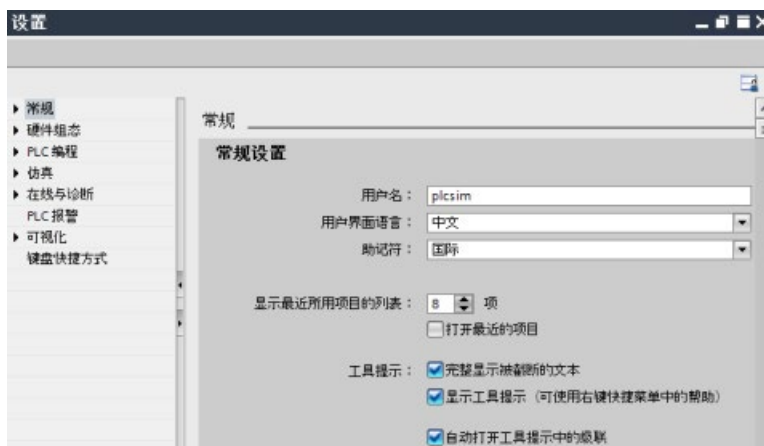 设置
常规
硬件组态
PLC 编程
仿真
在线与诊断
PLC 报警
可视化
键盘快捷方式
常规
常规设置
用户名： plcsim
用户界面语言： 中文
助记符： 国际
显示最近所用项目的列表： 8 项
打开最近的项目
工具提示： 完整显示被截断的文本
显示工具提示（可使用右键快捷菜单中的帮助）
自动打开工具提示中的级联